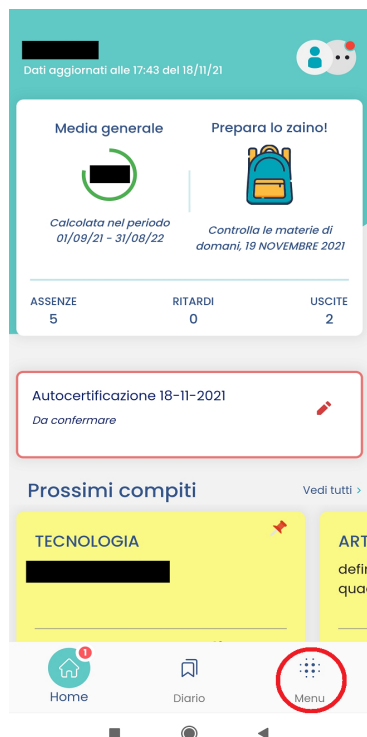 Dati aggiornati alle 17:43 del 18/11/21
Media generale
Calcolata nel periodo
01/09/21 - 31/08/22
Prepara lo zaino!
Controlla le materie di
domani, 19 NOVEMBRE 2021
ASSENZE
5
RITARDI
0
USCITE
2
Autocertificazione 18-11-2021
Da confermare
Prossimi compiti
Vedi tutti >
TECNOLOGIA
ART
defin
1
Home
Diario
Menu